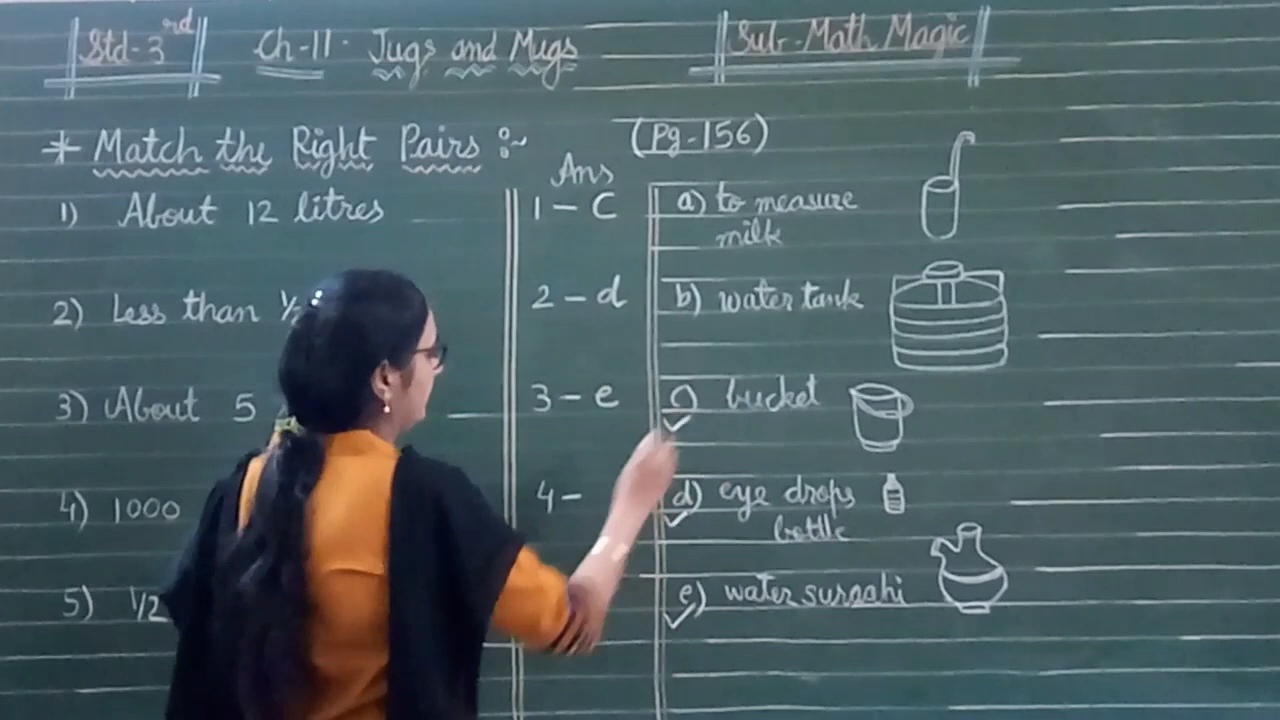 Std-3rd Ch-11. Jugs and Mugs Sub-Math Magic
* Match the Right Pairs :~ (Pg-156)
Ans
1) About 12 litres 1 - C a) to measure
milk
2) Less than 2 - d b) water tank
3) About 5 3 - e bucket
4) 1000 4 - d) eye drops
bottle
5) 1/2 e) water surahi